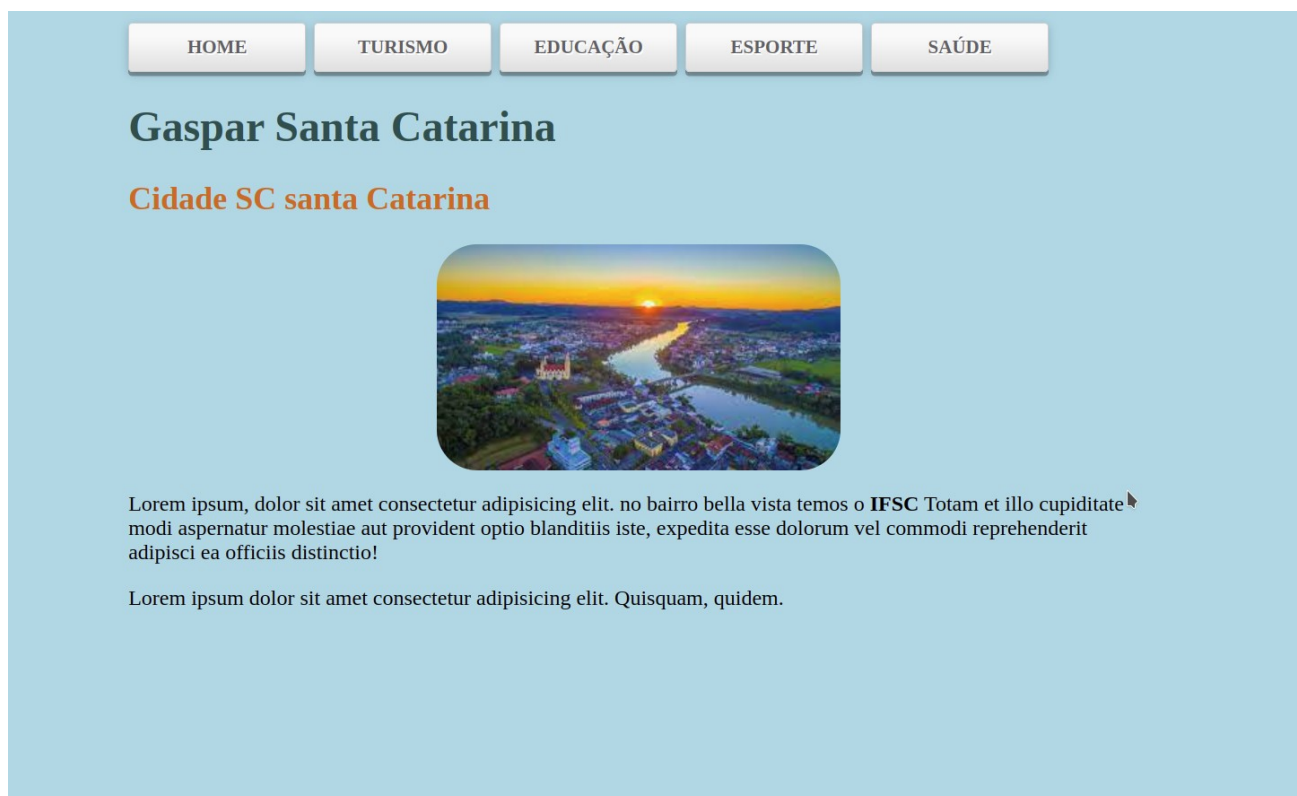 HOME TURISMO EDUCAÇÃO ESPORTE SAÚDE
Gaspar Santa Catarina
Cidade SC santa Catarina
Lorem ipsum, dolor sit amet consectetur adipisicing elit. no bairro bella vista temos o IFSC Totam et illo cupiditate
modi aspernatur molestiae aut provident optio blanditiis iste, expedita esse dolorum vel commodi reprehenderit
adipisci ea officiis distinctio!
Lorem ipsum dolor sit amet consectetur adipisicing elit. Quisquam, quidem.